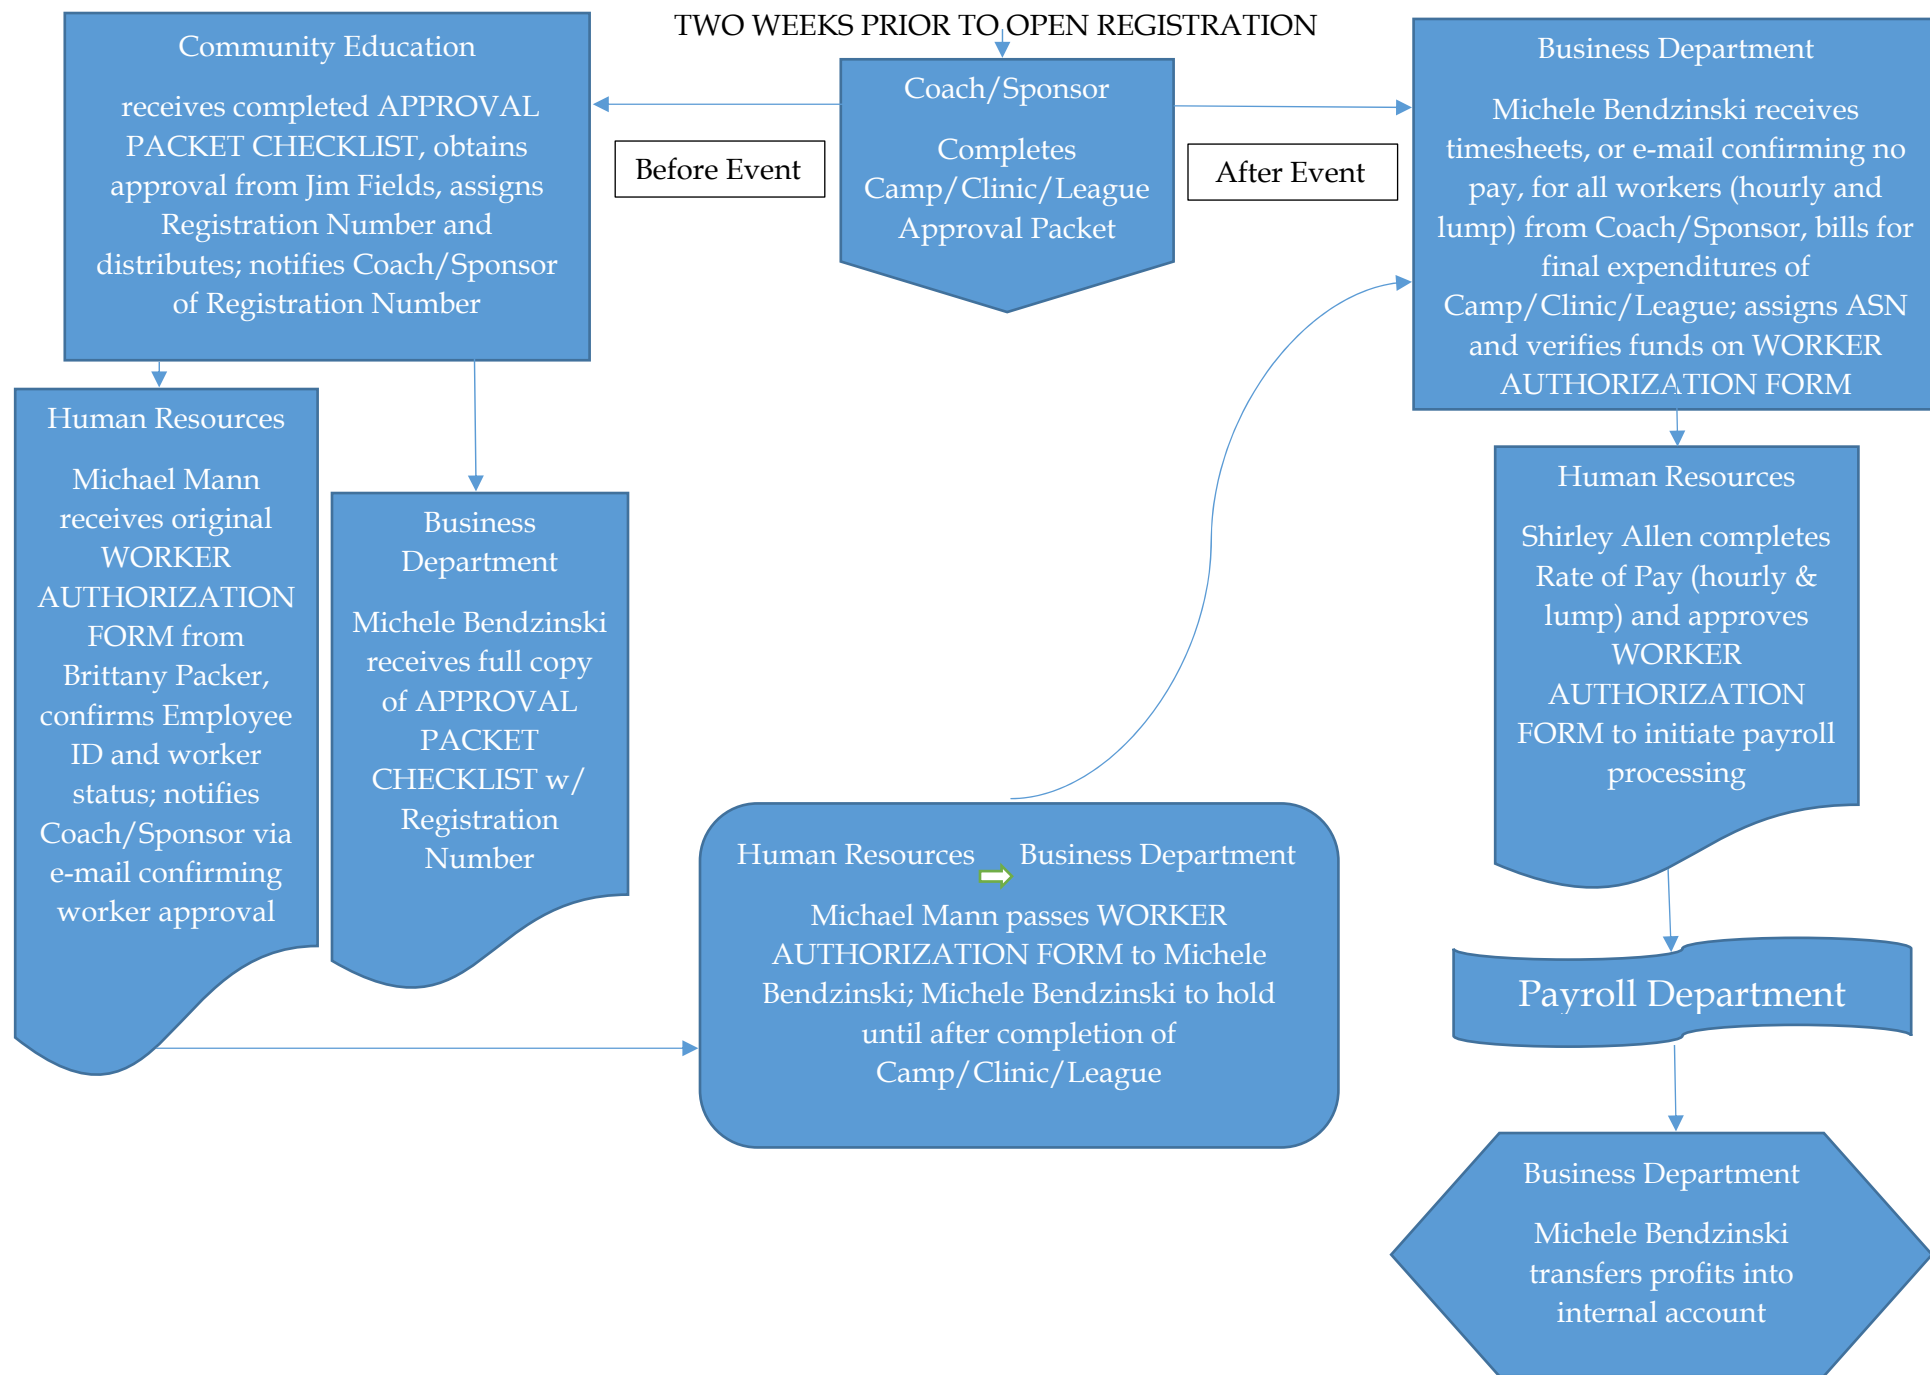 TWO WEEKS PRIOR TO OPEN REGISTRATION
Community Education
receives completed APPROVAL
PACKET CHECKLIST, obtains
approval from Jim Fields, assigns
Registration Number and
distributes; notifies Coach/Sponsor
of Registration Number
Before Event
Coach/Sponsor
Completes
Camp/Clinic/League
Approval Packet
After Event
Business Department
Michele Bendzinski receives
timesheets, or e-mail confirming no
pay, for all workers (hourly and
lump) from Coach/Sponsor, bills for
final expenditures of
Camp/Clinic/League; assigns ASN
and verifies funds on WORKER
AUTHORIZATION FORM
Human Resources
Michael Mann
receives original
WORKER
AUTHORIZATION
FORM from
Brittany Packer,
confirms Employee
ID and worker
status; notifies
Coach/Sponsor via
e-mail confirming
worker approval
Business
Department
Michele Bendzinski
receives full copy
of APPROVAL
PACKET
CHECKLIST w/
Registration
Number
Human Resources Business Department
Michael Mann passes WORKER
AUTHORIZATION FORM to Michele
Bendzinski; Michele Bendzinski to hold
until after completion of
Camp/Clinic/League
Human Resources
Shirley Allen completes
Rate of Pay (hourly &
lump) and approves
WORKER
AUTHORIZATION
FORM to initiate payroll
processing
Payroll Department
Business Department
Michele Bendzinski
transfers profits into
internal account